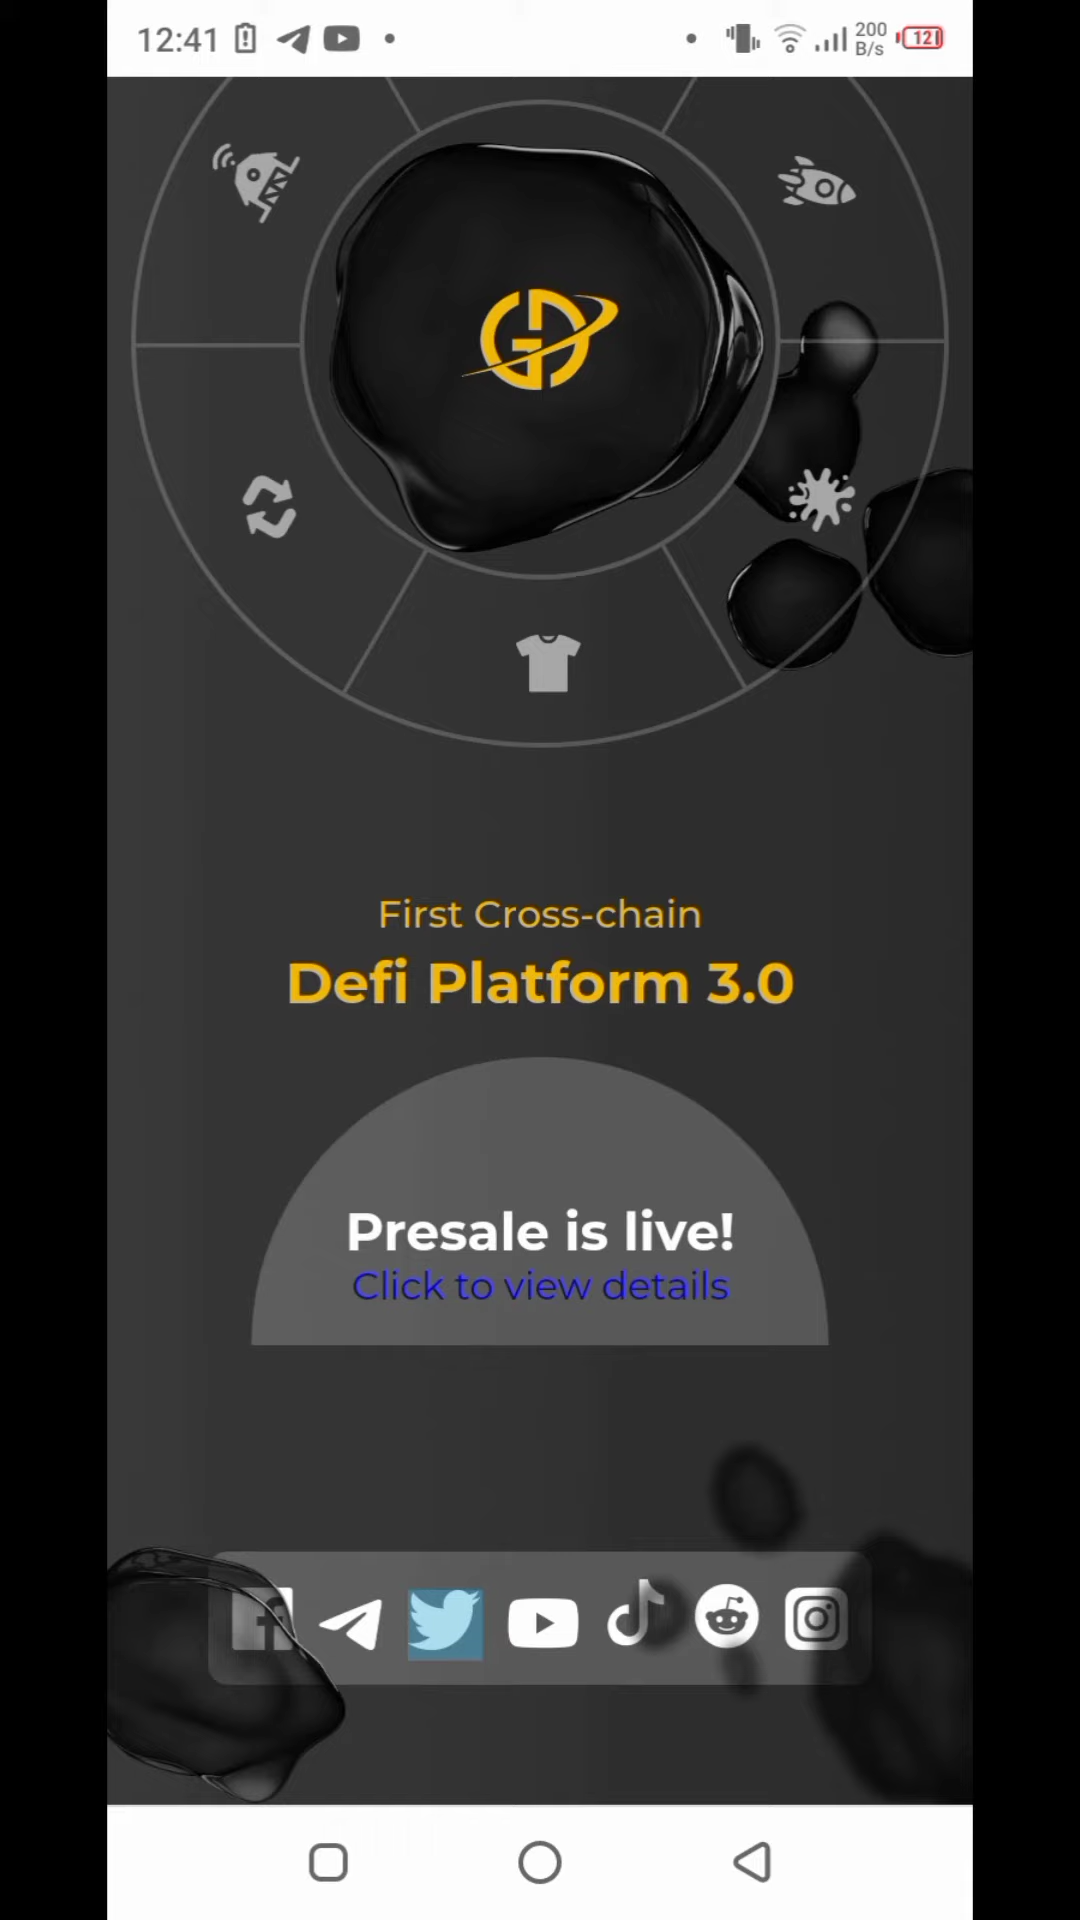 12:41
200
B/s
12
First Cross-chain
Defi Platform 3.0
Presale is live!
Click to view details